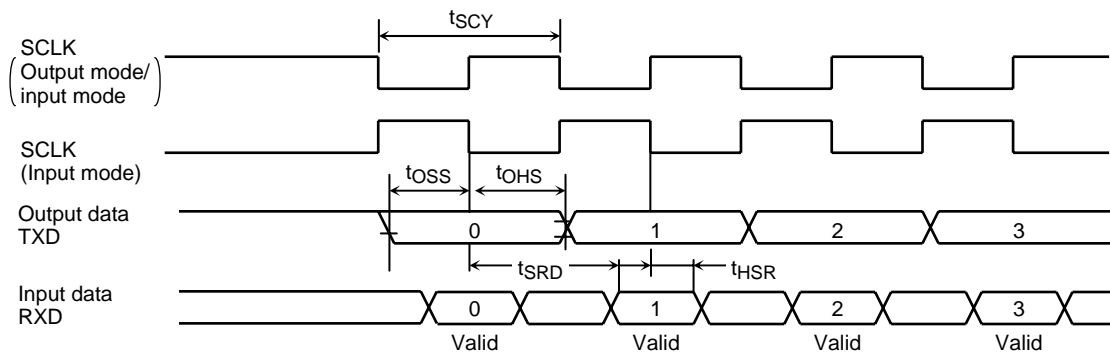 tSCY
SCLK
Output mode/
input mode
SCLK
(Input mode)
tOSS
tOHS
Output data
TXD
0
1
2
3
tSRD
tHSR
Input data
RXD
0
1
2
3
Valid
Valid
Valid
Valid